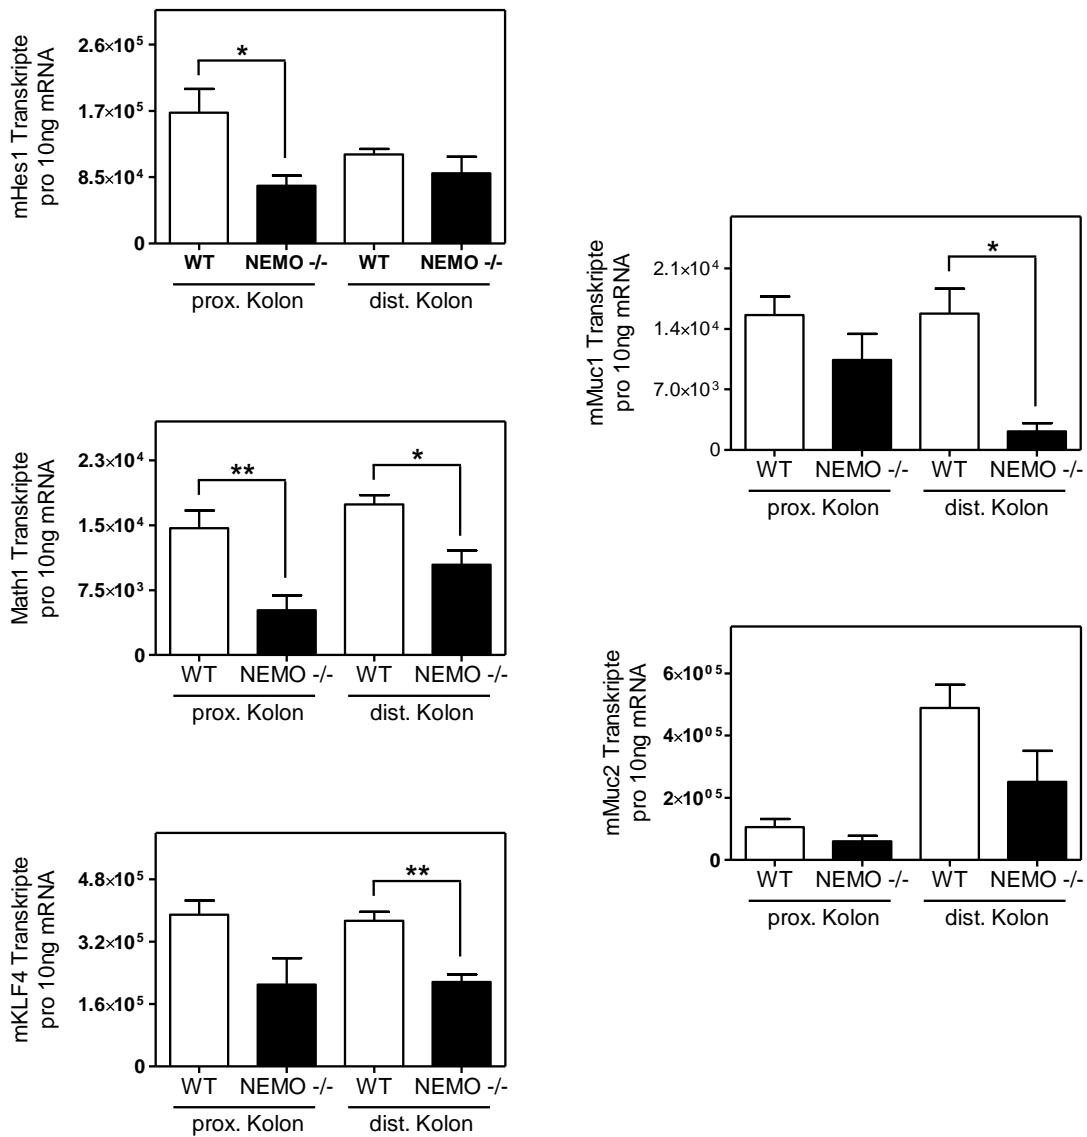 mHes1 Transkripte
pro 10ng mRNA
2.6×10⁵
1.7×10⁵
8.5×10⁴
0
*
WT NEMO -/- WT NEMO -/-
prox. Kolon dist. Kolon
Math1 Transkripte
pro 10ng mRNA
2.3×10⁴
1.5×10⁴
7.5×10³
0
** *
WT NEMO -/- WT NEMO -/-
prox. Kolon dist. Kolon
mKLF4 Transkripte
pro 10ng mRNA
4.8×10⁵
3.2×10⁵
1.6×10⁵
0
**
WT NEMO -/- WT NEMO -/-
prox. Kolon dist. Kolon
mMuc1 Transkripte
pro 10ng mRNA
2.1×10⁴
1.4×10⁴
7.0×10³
0
*
WT NEMO -/- WT NEMO -/-
prox. Kolon dist. Kolon
mMuc2 Transkripte
pro 10ng mRNA
6×10⁰⁵
4×10⁰⁵
2×10⁰⁵
0
WT NEMO -/- WT NEMO -/-
prox. Kolon dist. Kolon